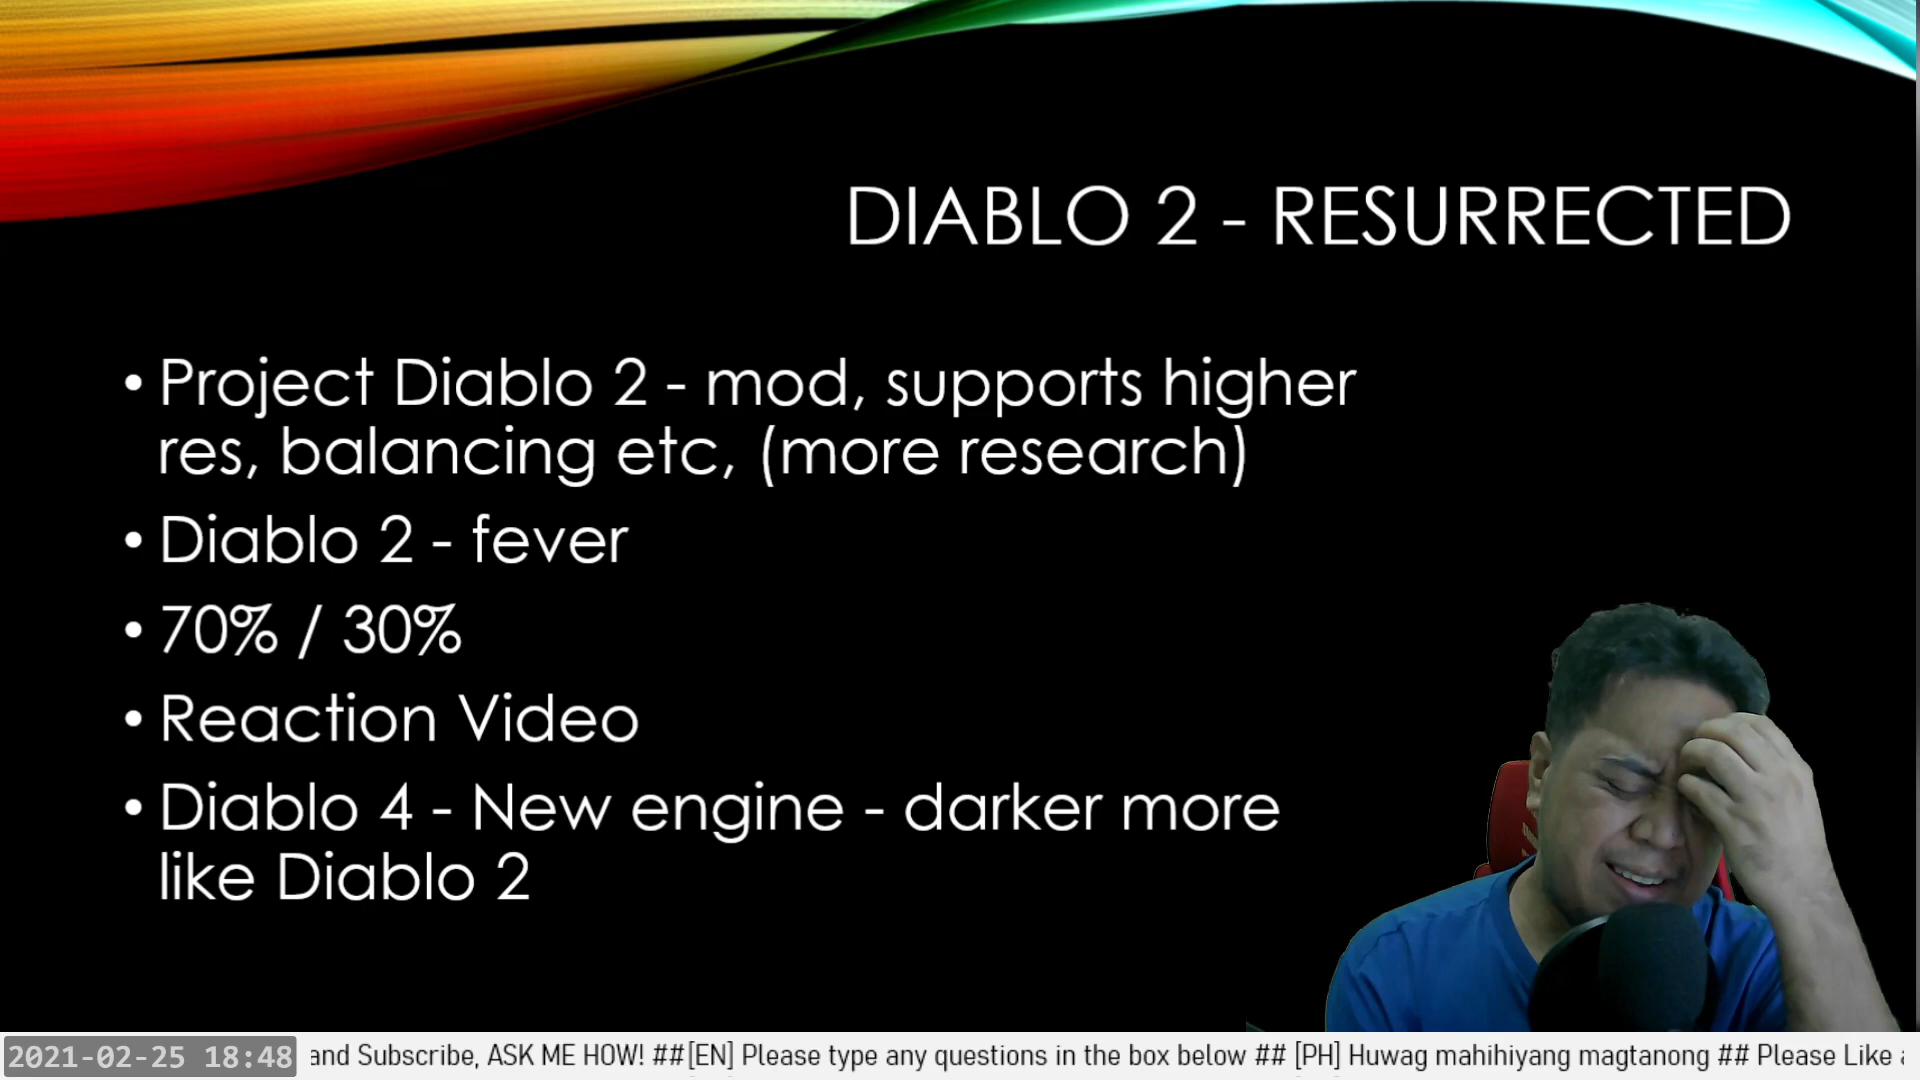 DIABLO 2 - RESURRECTED
• Project Diablo 2 - mod, supports higher
res, balancing etc, (more research)
• Diablo 2 - fever
• 70% / 30%
• Reaction Video
• Diablo 4 - New engine - darker more
like Diablo 2
2021-02-25 18:48 and Subscribe, ASK ME HOW! ##[EN] Please type any questions in the box below ## [PH] Huwag mahihiyang magtanong ## Please Like